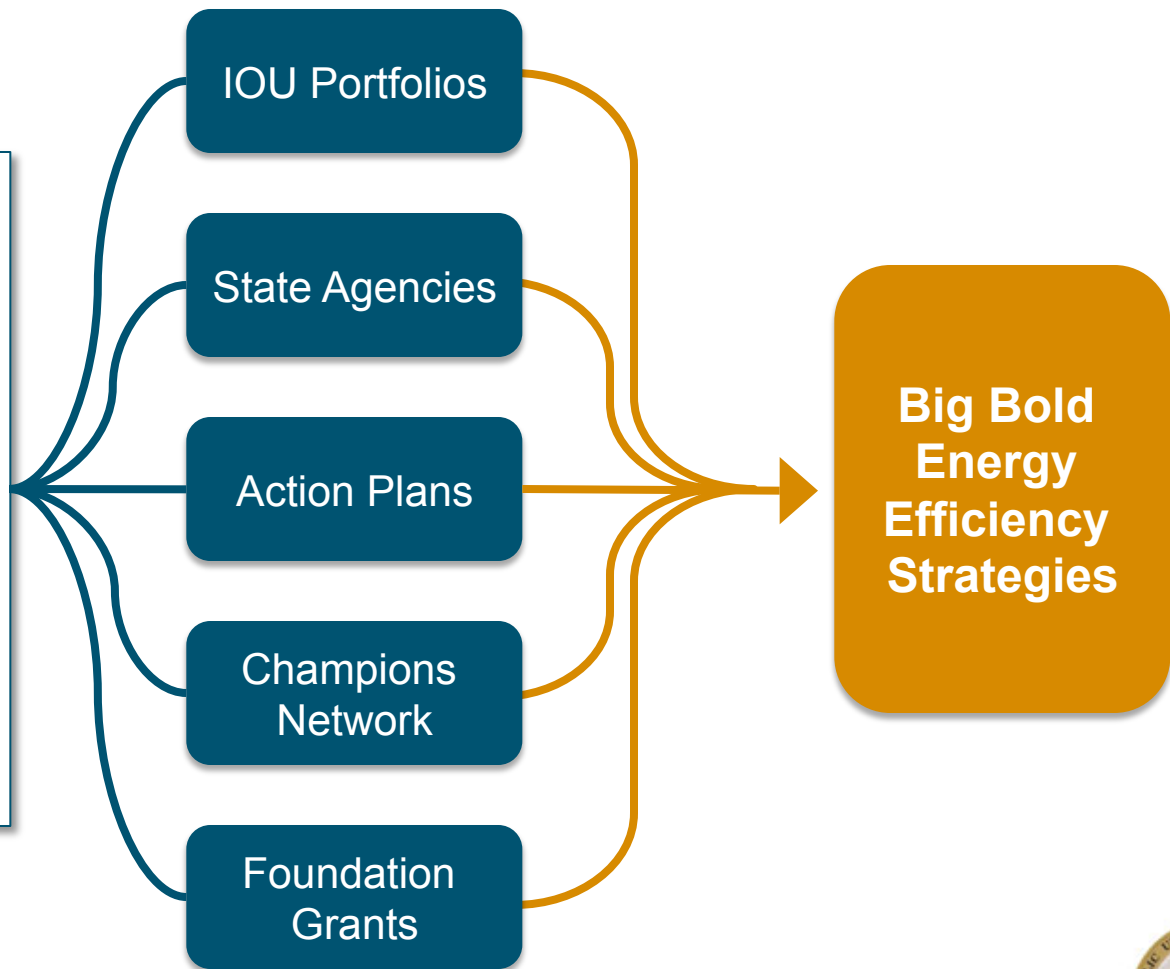 IOU Portfolios
State Agencies
Action Plans
Champions
Network
Foundation
Grants
Big Bold
Energy
Efficiency
Strategies